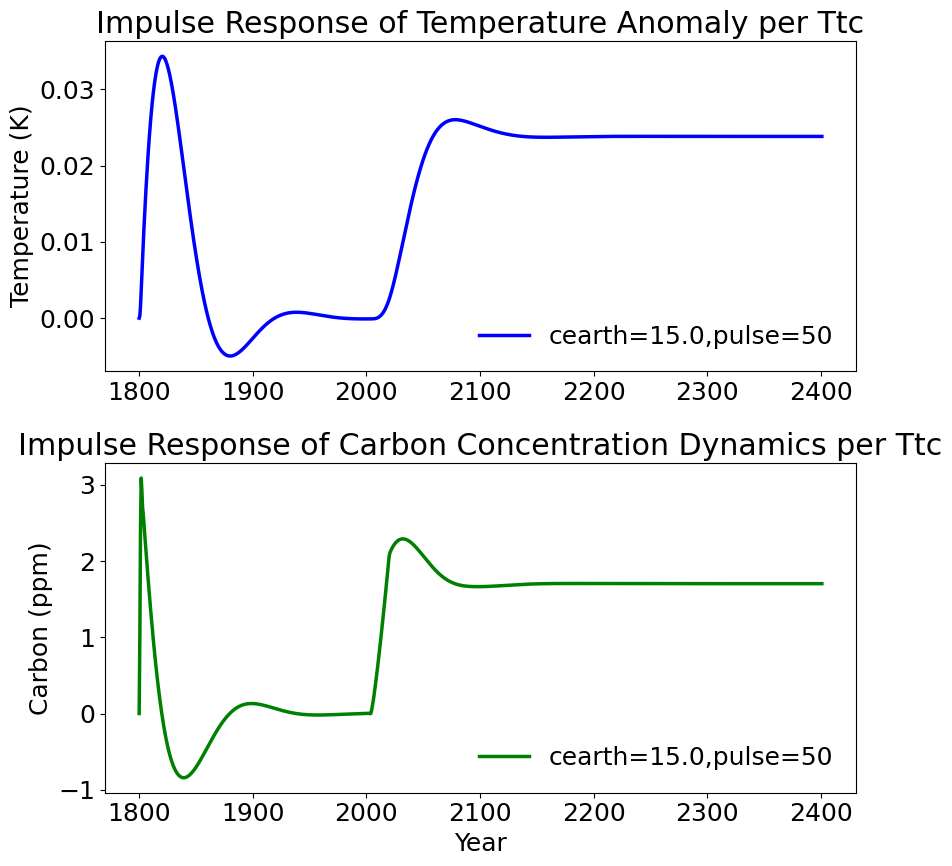 Impulse Response of Temperature Anomaly per Ttc
Temperature (K)
0.03
0.02
0.01
0.00
cearth=15.0,pulse=50
1800 1900 2000 2100 2200 2300 2400
Impulse Response of Carbon Concentration Dynamics per Ttc
Carbon (ppm)
3
2
1
0
−1
cearth=15.0,pulse=50
1800 1900 2000 2100 2200 2300 2400
Year